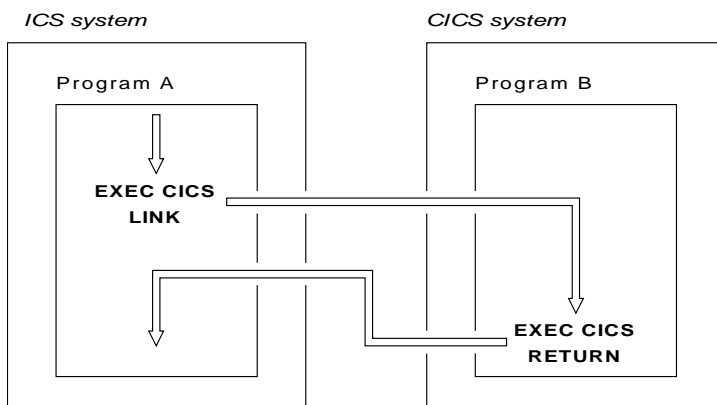 ICS system
CICS system
Program A
Program B
EXEC CICS
LINK
EXEC CICS
RETURN